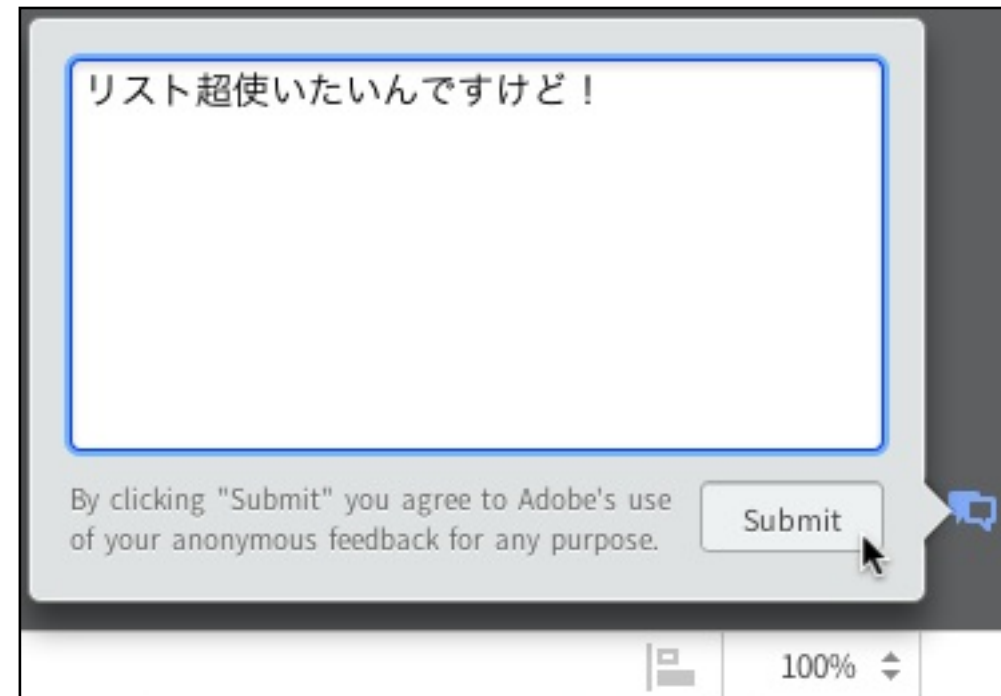 リスト超使いたいんですけど！
By clicking "Submit" you agree to Adobe's use
of your anonymous feedback for any purpose.
Submit
100%